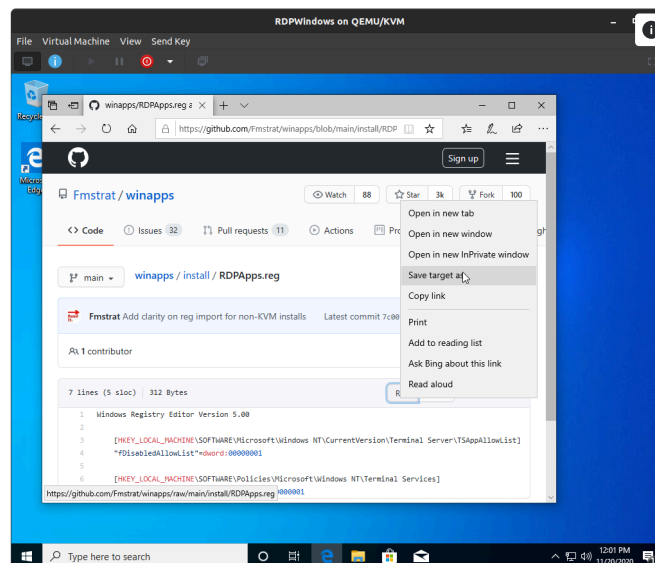 RDPWindows on QEMU/KVM
File Virtual Machine View Send Key
Recycle
winapps/RDPApps.reg a
https://github.com/Fmstrat/winapps/blob/main/install/RDP
Sign up
Micros
Edg
Fmstrat / winapps
Watch 88 Star 3k Fork 100
Code Issues 32 Pull requests 11 Actions
Open in new tab
Open in new window
Open in new InPrivate window
Save target as
Copy link
Print
Add to reading list
Ask Bing about this link
Read aloud
main winapps / install / RDPApps.reg
Fmstrat Add clarity on reg import for non-KVM installs Latest commit
1 contributor
7 lines (5 sloc) 312 Bytes
1 Windows Registry Editor Version 5.00
2
3 [HKEY_LOCAL_MACHINE\SOFTWARE\Microsoft\Windows NT\CurrentVersion\Terminal Server\TSAppAllowList]
4 "fDisabledAllowList"=dword:00000001
5
6 [HKEY_LOCAL_MACHINE\SOFTWARE\Policies\Microsoft\Windows NT\Terminal Services]
https://github.com/Fmstrat/winapps/raw/main/install/RDPApps.reg
Type here to search
12:01 PM
11/20/2020